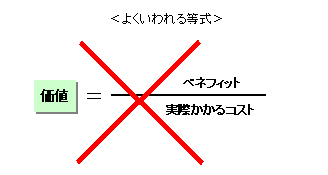 ＜よくいわれる等式＞
価値 ＝
ベネフィット
実際かかるコスト